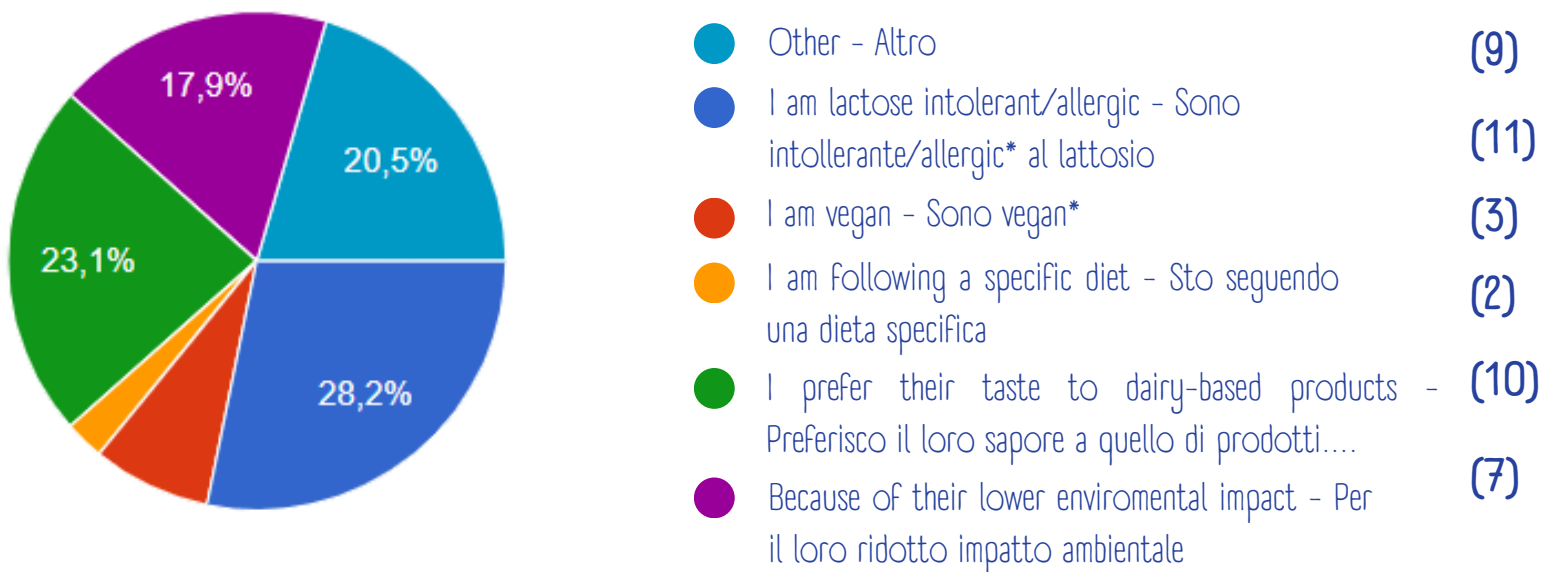 17,9%
20,5%
23,1%
28,2%
Other - Altro (9)
I am lactose intolerant/allergic - Sono
intollerante/allergic* al lattosio (11)
I am vegan - Sono vegan* (3)
I am following a specific diet - Sto seguendo
una dieta specifica (2)
I prefer their taste to dairy-based products - (10)
Preferisco il loro sapore a quello di prodotti....
Because of their lower enviromental impact - Per (7)
il loro ridotto impatto ambientale